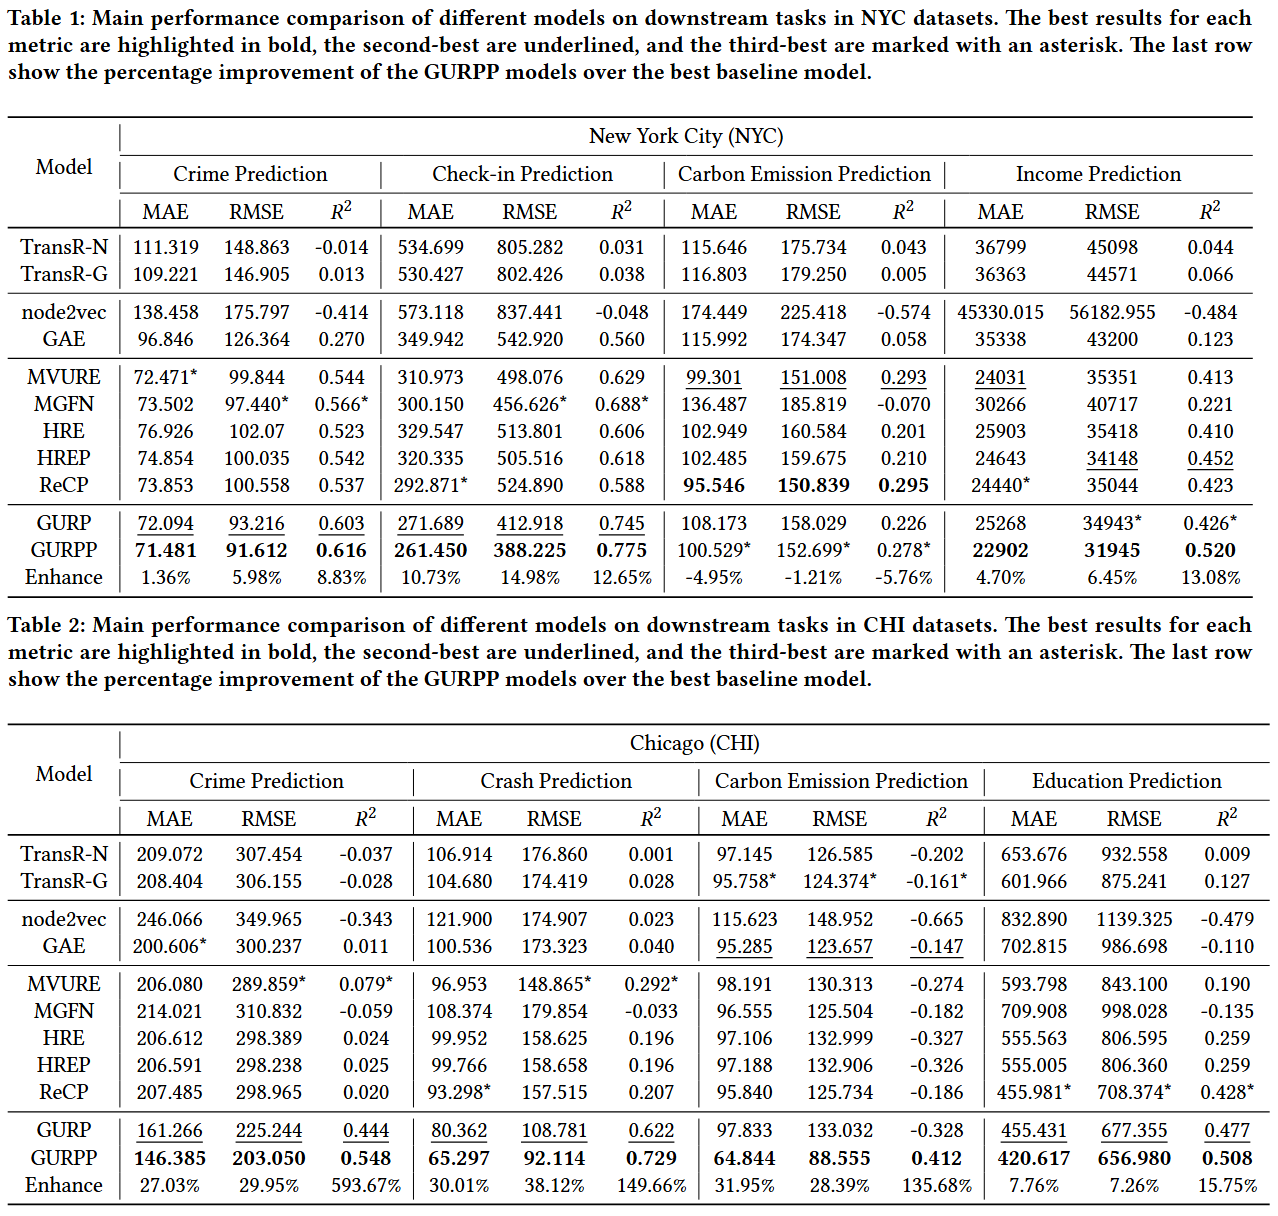 Table 1: Main performance comparison of different models on downstream tasks in NYC datasets. The best results for each
metric are highlighted in bold, the second-best are underlined, and the third-best are marked with an asterisk. The last row
show the percentage improvement of the GURPP models over the best baseline model.
Model
New York City (NYC)
Crime Prediction Check-in Prediction Carbon Emission Prediction Income Prediction
MAE RMSE R² MAE RMSE R² MAE RMSE R² MAE RMSE R²
TransR-N 111.319 148.863 -0.014 534.699 805.282 0.031 115.646 175.734 0.043 36799 45098 0.044
TransR-G 109.221 146.905 0.013 530.427 802.426 0.038 116.803 179.250 0.005 36363 44571 0.066
node2vec 138.458 175.797 -0.414 573.118 837.441 -0.048 174.449 225.418 -0.574 45330.015 56182.955 -0.484
GAE 96.846 126.364 0.270 349.942 542.920 0.560 115.992 174.347 0.058 35338 43200 0.123
MVURE 72.471* 99.844 0.544 310.973 498.076 0.629 99.301 151.008 0.293 24031 35351 0.413
MGFN 73.502 97.440* 0.566* 300.150 456.626* 0.688* 136.487 185.819 -0.070 30266 40717 0.221
HRE 76.926 102.07 0.523 329.547 513.801 0.606 102.949 160.584 0.201 25903 35418 0.410
HREP 74.854 100.035 0.542 320.335 505.516 0.618 102.485 159.675 0.210 24643 34148 0.452
ReCP 73.853 100.558 0.537 292.871* 524.890 0.588 95.546 150.839 0.295 24440* 35044 0.423
GURP 72.094 93.216 0.603 271.689 412.918 0.745 108.173 158.029 0.226 25268 34943* 0.426*
GURPP 71.481 91.612 0.616 261.450 388.225 0.775 100.529* 152.699* 0.278* 22902 31945 0.520
Enhance 1.36% 5.98% 8.83% 10.73% 14.98% 12.65% -4.95% -1.21% -5.76% 4.70% 6.45% 13.08%
Table 2: Main performance comparison of different models on downstream tasks in CHI datasets. The best results for each
metric are highlighted in bold, the second-best are underlined, and the third-best are marked with an asterisk. The last row
show the percentage improvement of the GURPP models over the best baseline model.
Model
Chicago (CHI)
Crime Prediction Crash Prediction Carbon Emission Prediction Education Prediction
MAE RMSE R² MAE RMSE R² MAE RMSE R² MAE RMSE R²
TransR-N 209.072 307.454 -0.037 106.914 176.860 0.001 97.145 126.585 -0.202 653.676 932.558 0.009
TransR-G 208.404 306.155 -0.028 104.680 174.419 0.028 95.758* 124.374* -0.161* 601.966 875.241 0.127
node2vec 246.066 349.965 -0.343 121.900 174.907 0.023 115.623 148.952 -0.665 832.890 1139.325 -0.479
GAE 200.606* 300.237 0.011 100.536 173.323 0.040 95.285 123.657 -0.147 702.815 986.698 -0.110
MVURE 206.080 289.859* 0.079* 96.953 148.865* 0.292* 98.191 130.313 -0.274 593.798 843.100 0.190
MGFN 214.021 310.832 -0.059 108.374 179.854 -0.033 96.555 125.504 -0.182 709.908 998.028 -0.135
HRE 206.612 298.389 0.024 99.952 158.625 0.196 97.106 132.999 -0.327 555.563 806.595 0.259
HREP 206.591 298.238 0.025 99.766 158.658 0.196 97.188 132.906 -0.326 555.005 806.360 0.259
ReCP 207.485 298.965 0.020 93.298* 157.515 0.207 95.840 125.734 -0.186 455.981* 708.374* 0.428*
GURP 161.266 225.244 0.444 80.362 108.781 0.622 97.833 133.032 -0.328 455.431 677.355 0.477
GURPP 146.385 203.050 0.548 65.297 92.114 0.729 64.844 88.555 0.412 420.617 656.980 0.508
Enhance 27.03% 29.95% 593.67% 30.01% 38.12% 149.66% 31.95% 28.39% 135.68% 7.76% 7.26% 15.75%